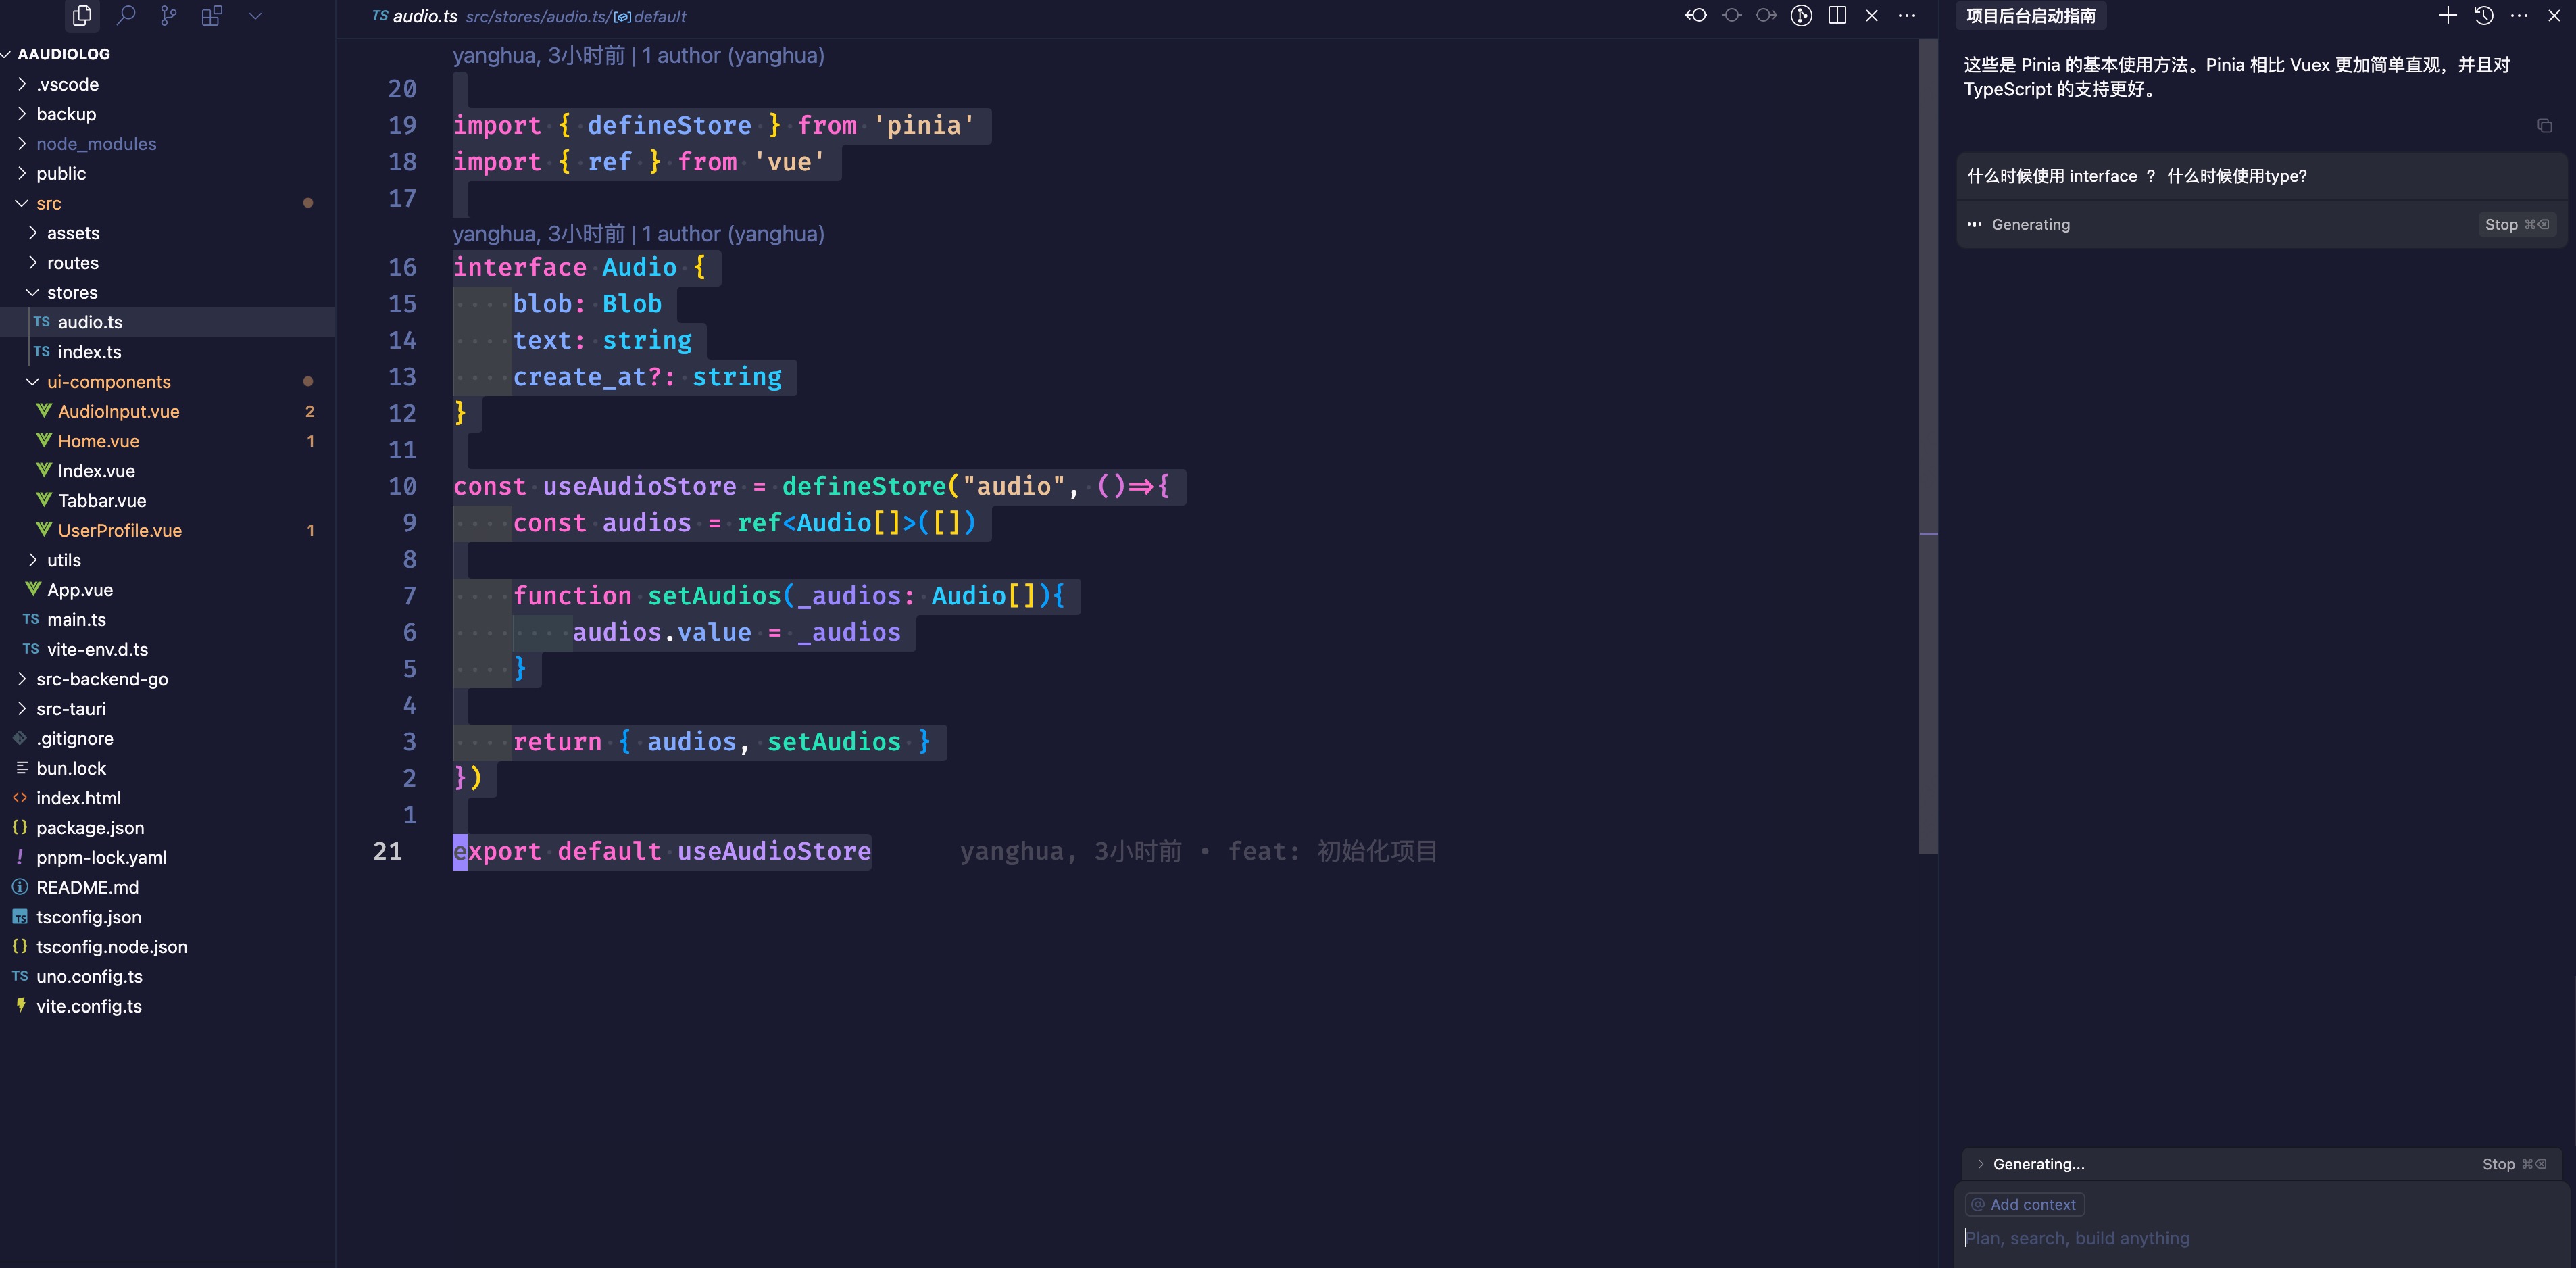 AAUDIOLOG
.vscode
backup
node_modules
public
src
assets
routes
stores
TS audio.ts
TS index.ts
ui-components
AudioInput.vue 2
Home.vue 1
Index.vue
Tabbar.vue
UserProfile.vue 1
utils
App.vue
TS main.ts
TS vite-env.d.ts
src-backend-go
src-tauri
.gitignore
bun.lock
index.html
{} package.json
! pnpm-lock.yaml
README.md
TS tsconfig.json
{} tsconfig.node.json
TS uno.config.ts
vite.config.ts
TS audio.ts src/stores/audio.ts/ default
yanghua, 3小时前 | 1 author (yanghua)
20
19 import { defineStore } from 'pinia'
18 import { ref } from 'vue'
17
yanghua, 3小时前 | 1 author (yanghua)
16 interface Audio {
15 blob: Blob
14 text: string
13 create_at?: string
12 }
11
10 const useAudioStore = defineStore("audio", ()=>{
9 const audios = ref<Audio[]>([])
8
7 function setAudios(_audios: Audio[]){
6 audios.value = _audios
5 }
4
3 return { audios, setAudios }
2 })
1
21 export default useAudioStore yanghua, 3小时前 • feat: 初始化项目
项目后台启动指南
这些是 Pinia 的基本使用方法。Pinia 相比 Vuex 更加简单直观，并且对
TypeScript 的支持更好。
什么时候使用 interface ？ 什么时候使用type?
Generating Stop ⌘⌫
Generating... Stop ⌘⌫
@ Add context
Plan, search, build anything